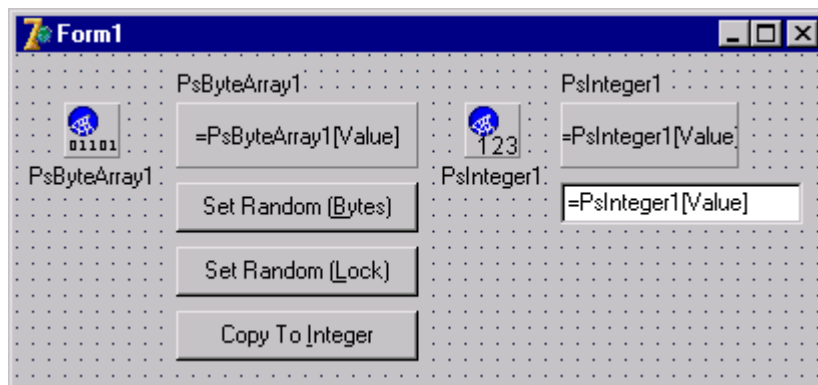 Form1
PsByteArray1
PsInteger1
01101
=PsByteArray1[Value]
123
=PsInteger1[Value]
PsByteArray1
PsInteger1
Set Random (Bytes)
=PsInteger1[Value]
Set Random (Lock)
Copy To Integer